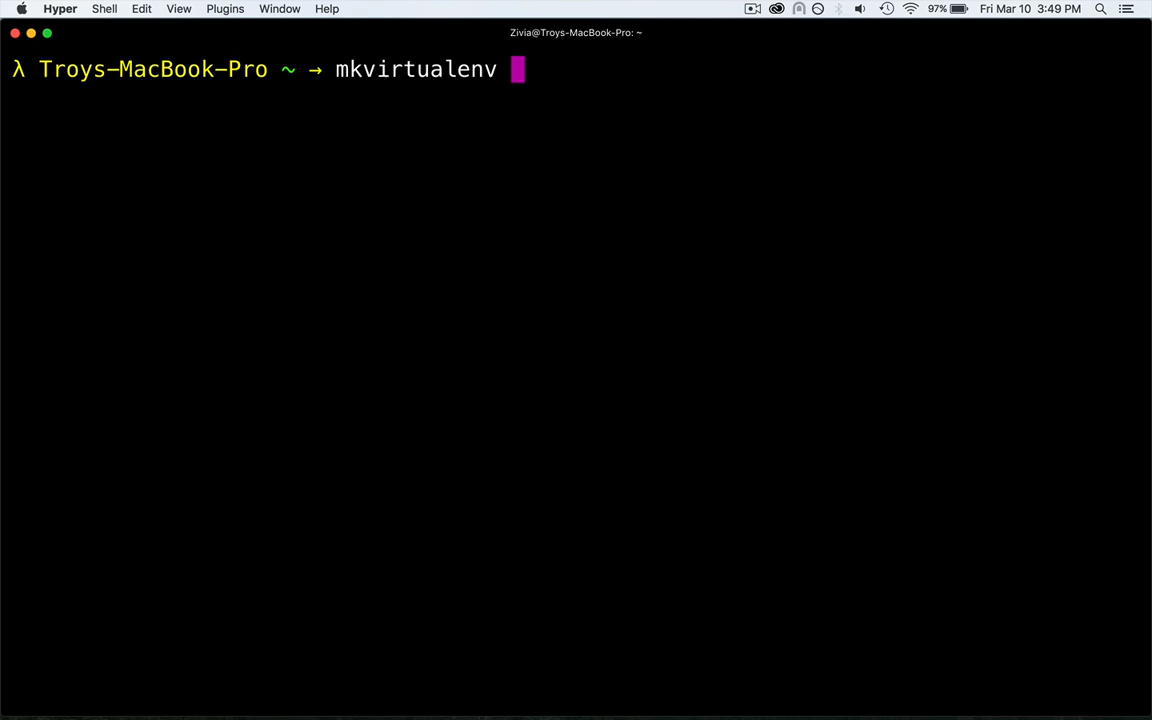 Hyper Shell Edit View Plugins Window Help 97% Fri Mar 10 3:49 PM
Zivia@Troys-MacBook-Pro: ~
λ Troys-MacBook-Pro ~ → mkvirtualenv